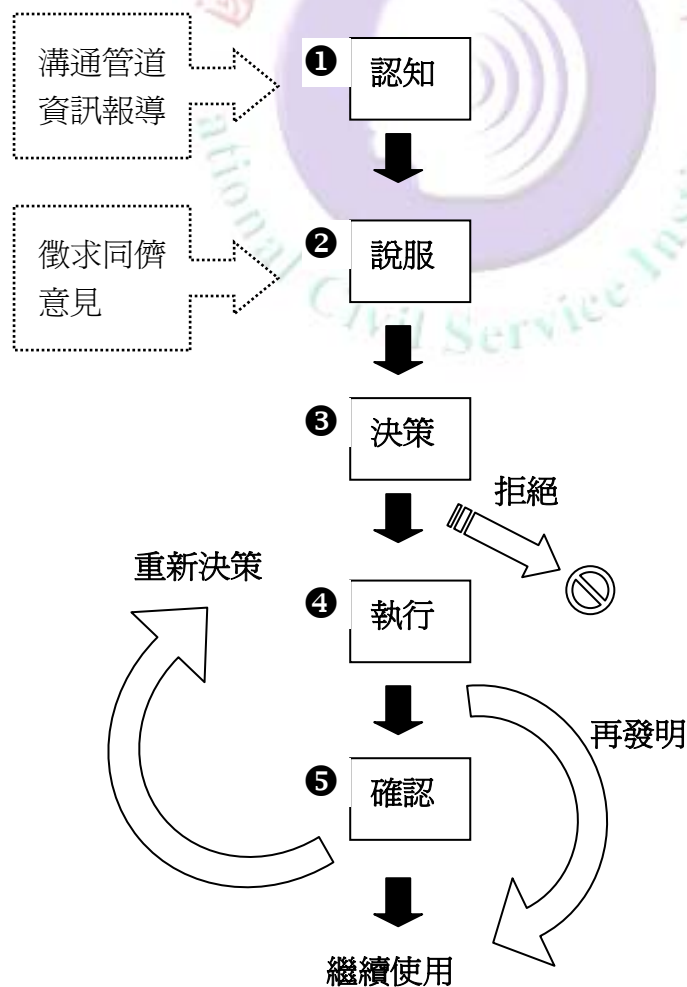 溝通管道
資訊報導
❶
認知
徵求同儕
意見
❷
說服
Civil Service
❸
決策
拒絕
重新決策
❹
執行
再發明
❺
確認
繼續使用